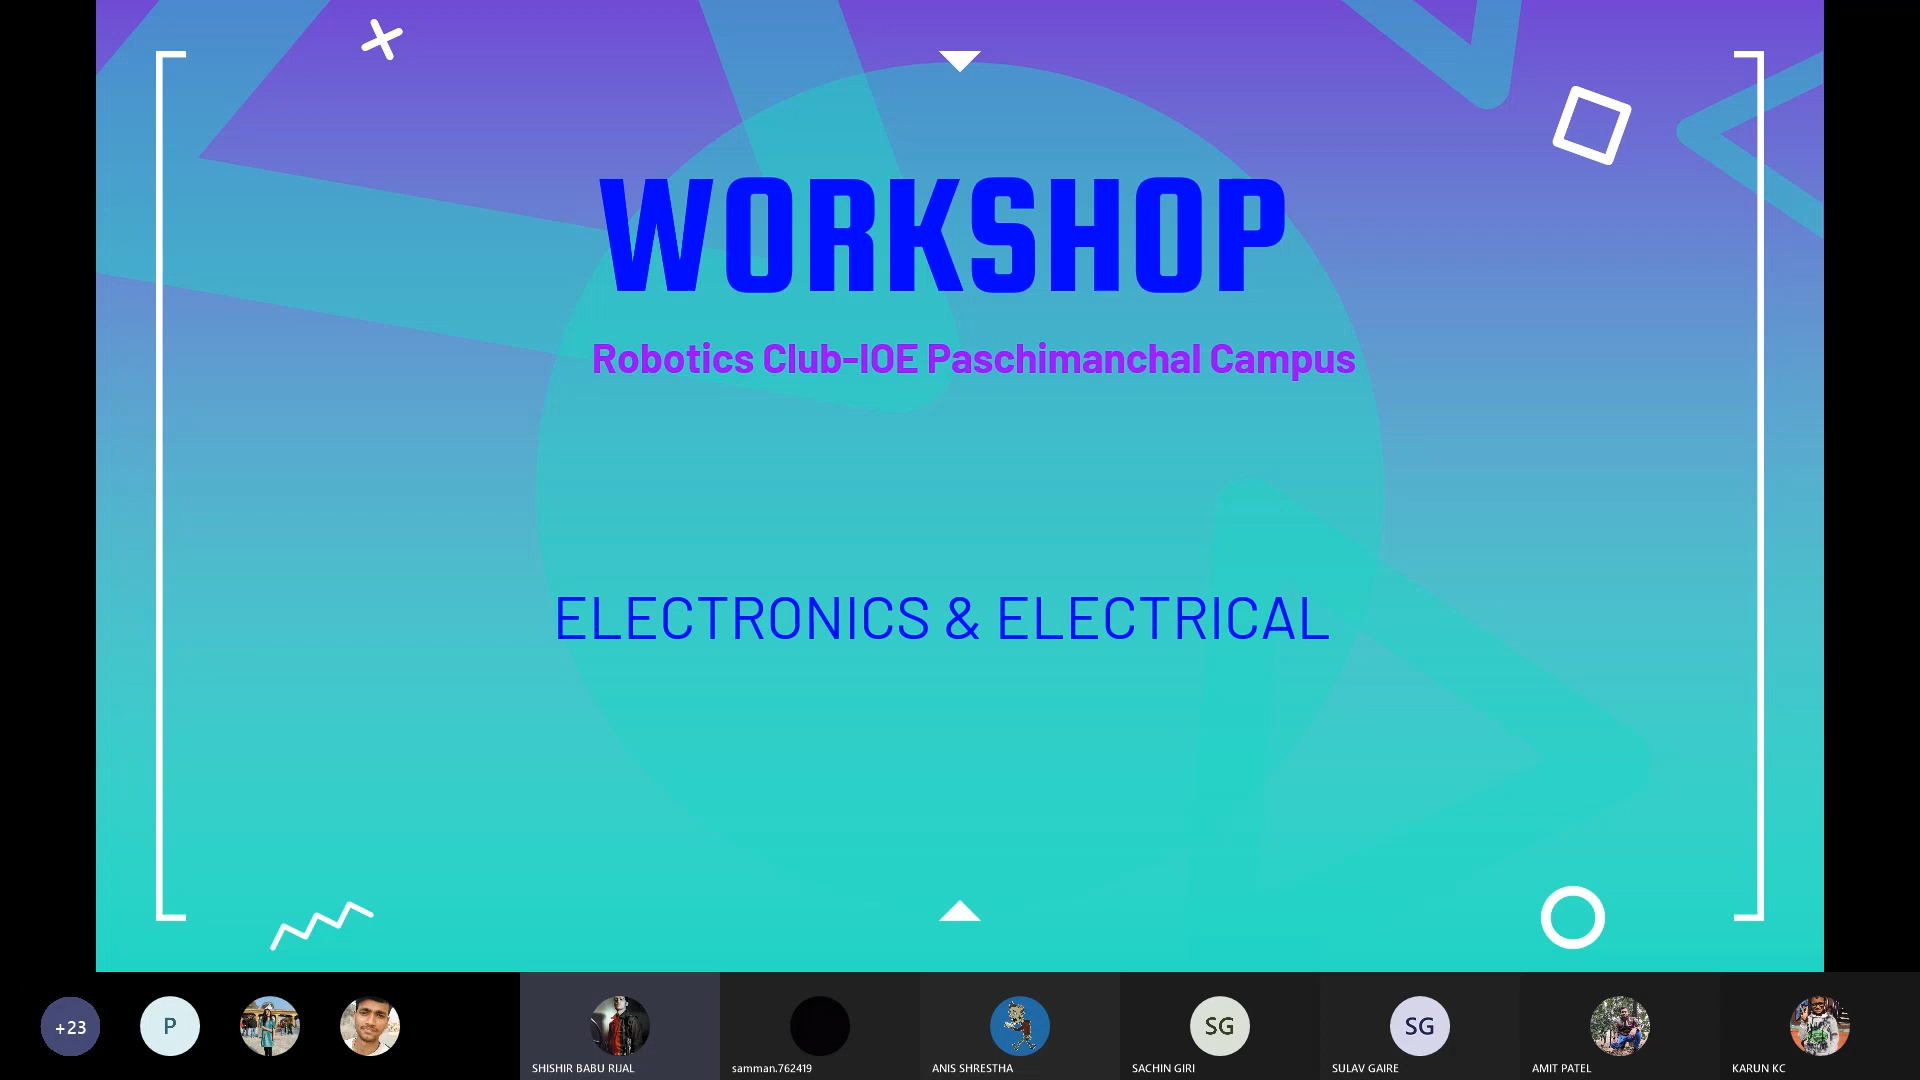 WORKSHOP
Robotics Club-IOE Paschimanchal Campus
ELECTRONICS & ELECTRICAL
+23
P
SG
SG
SHISHIR BABU RIJAL
samman.762419
ANIS SHRESTHA
SACHIN GIRI
SULAV GAIRE
AMIT PATEL
KARUN KC